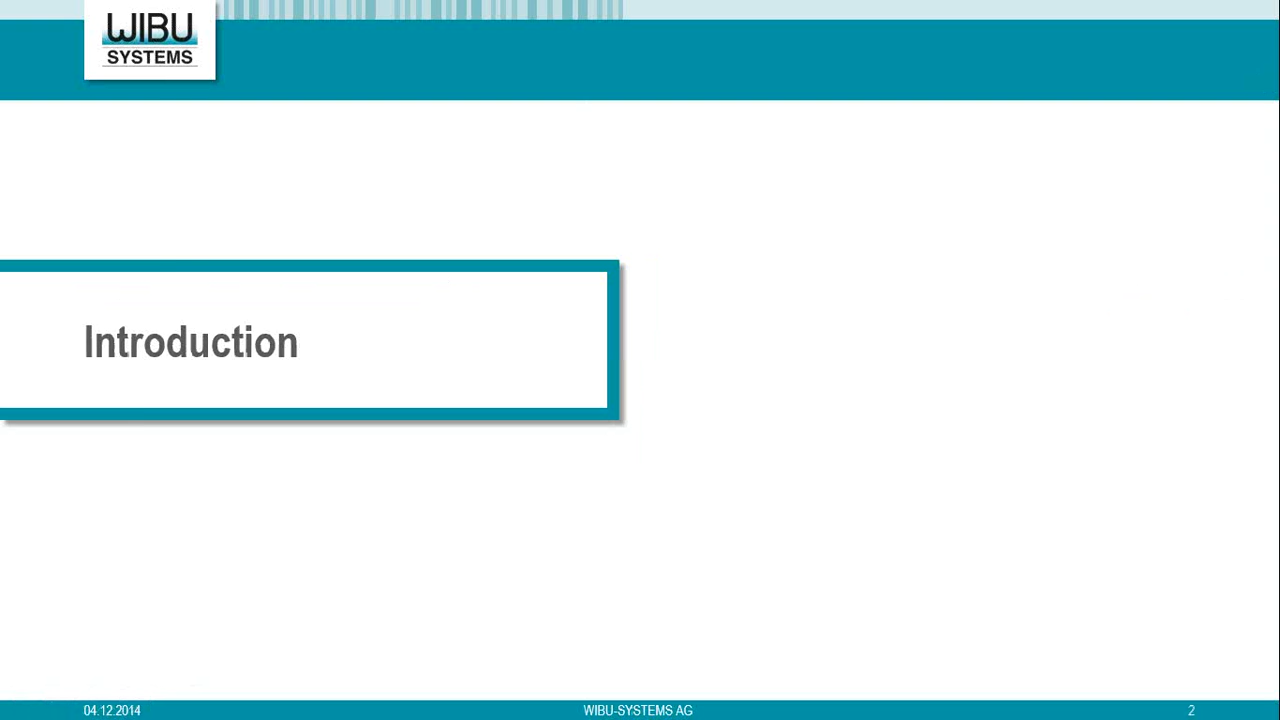 WIBU
SYSTEMS
Introduction
04.12.2014
WIBU-SYSTEMS AG
2